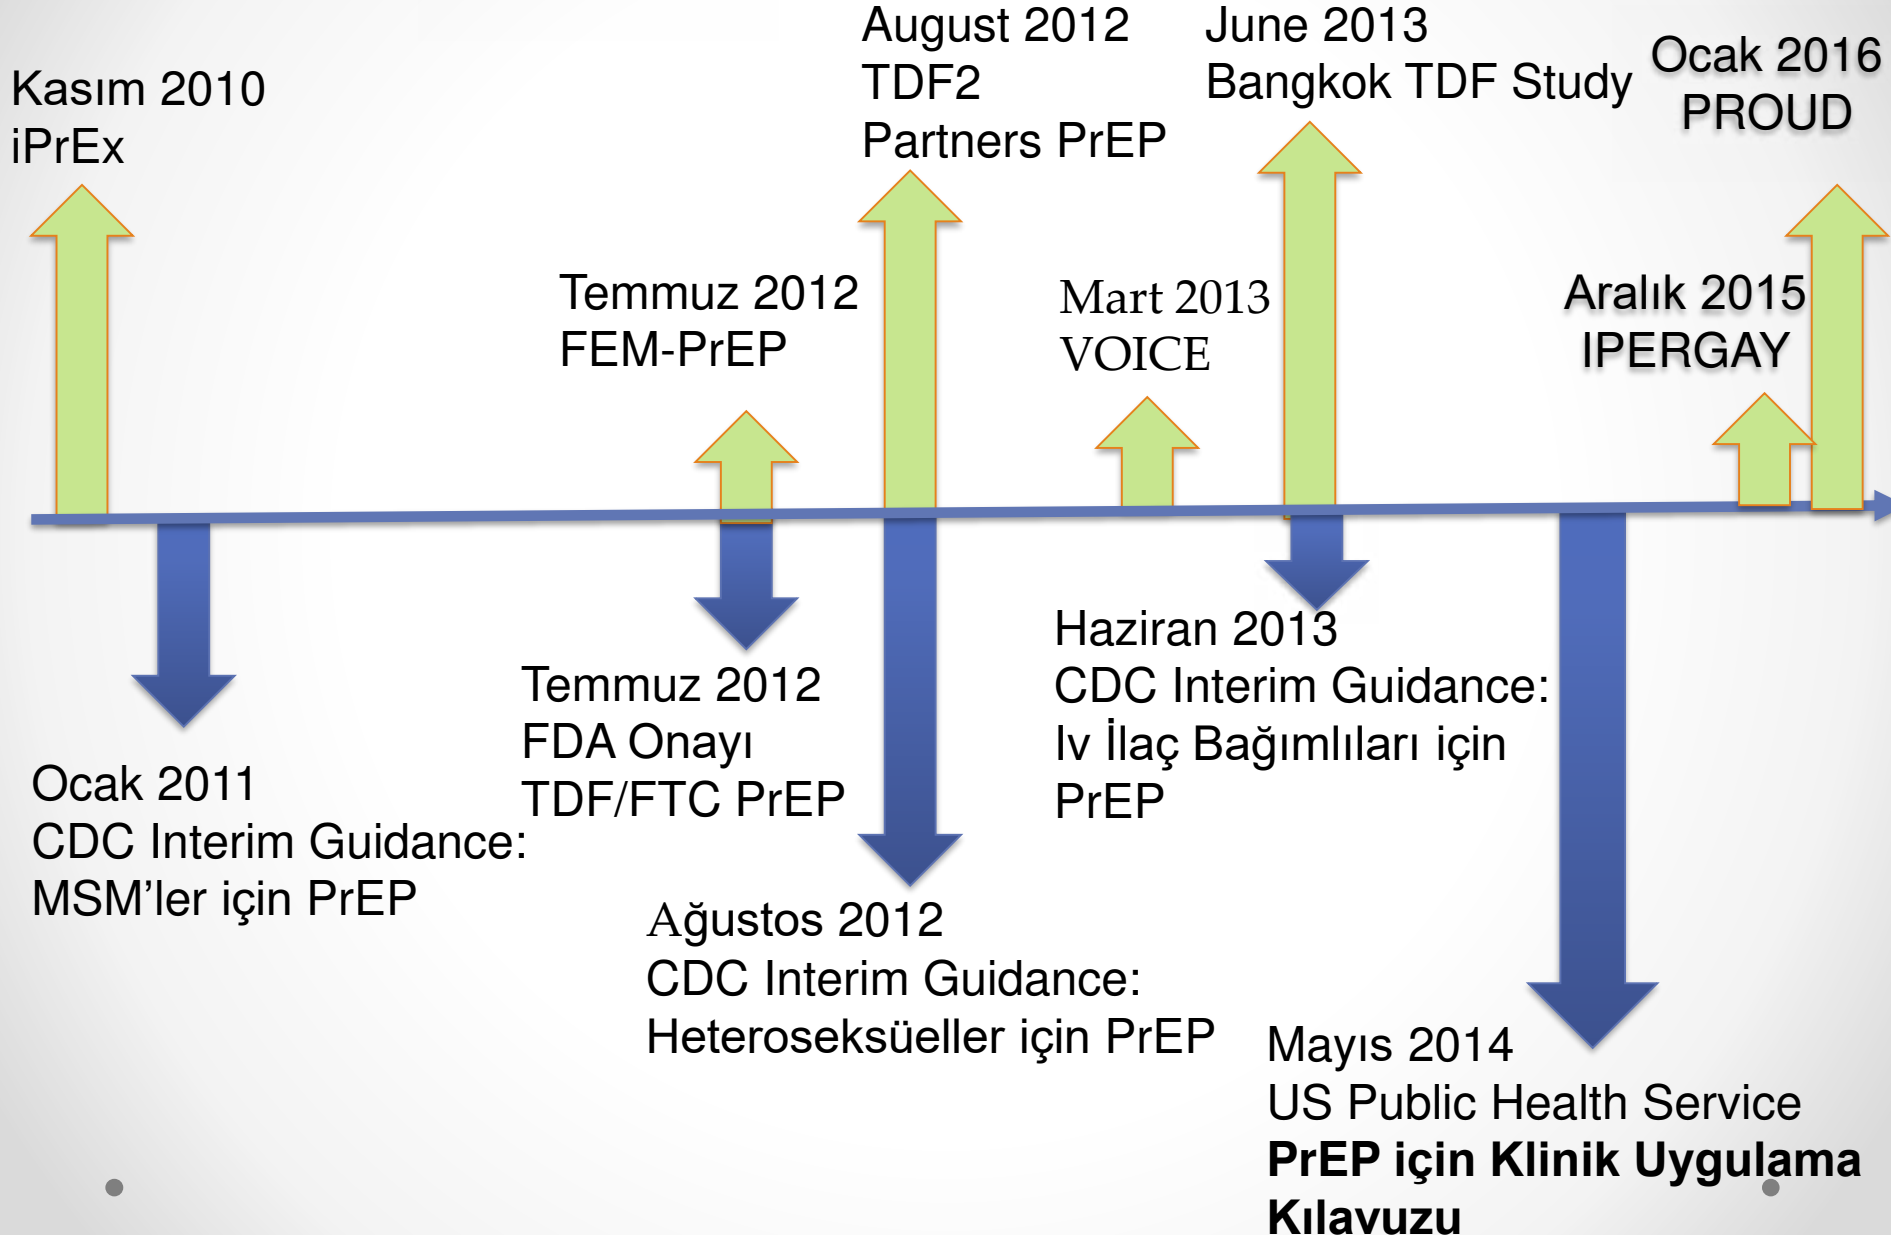 Kasım 2010
iPrEx
August 2012
TDF2
Partners PrEP
June 2013
Bangkok TDF Study
Ocak 2016
PROUD
Temmuz 2012
FEM-PrEP
Mart 2013
VOICE
Aralık 2015
IPERGAY
Ocak 2011
CDC Interim Guidance:
MSM’ler için PrEP
Temmuz 2012
FDA Onayı
TDF/FTC PrEP
Ağustos 2012
CDC Interim Guidance:
Heteroseksüeller için PrEP
Haziran 2013
CDC Interim Guidance:
Iv İlaç Bağımlıları için
PrEP
Mayıs 2014
US Public Health Service
PrEP için Klinik Uygulama
Kılavuzu